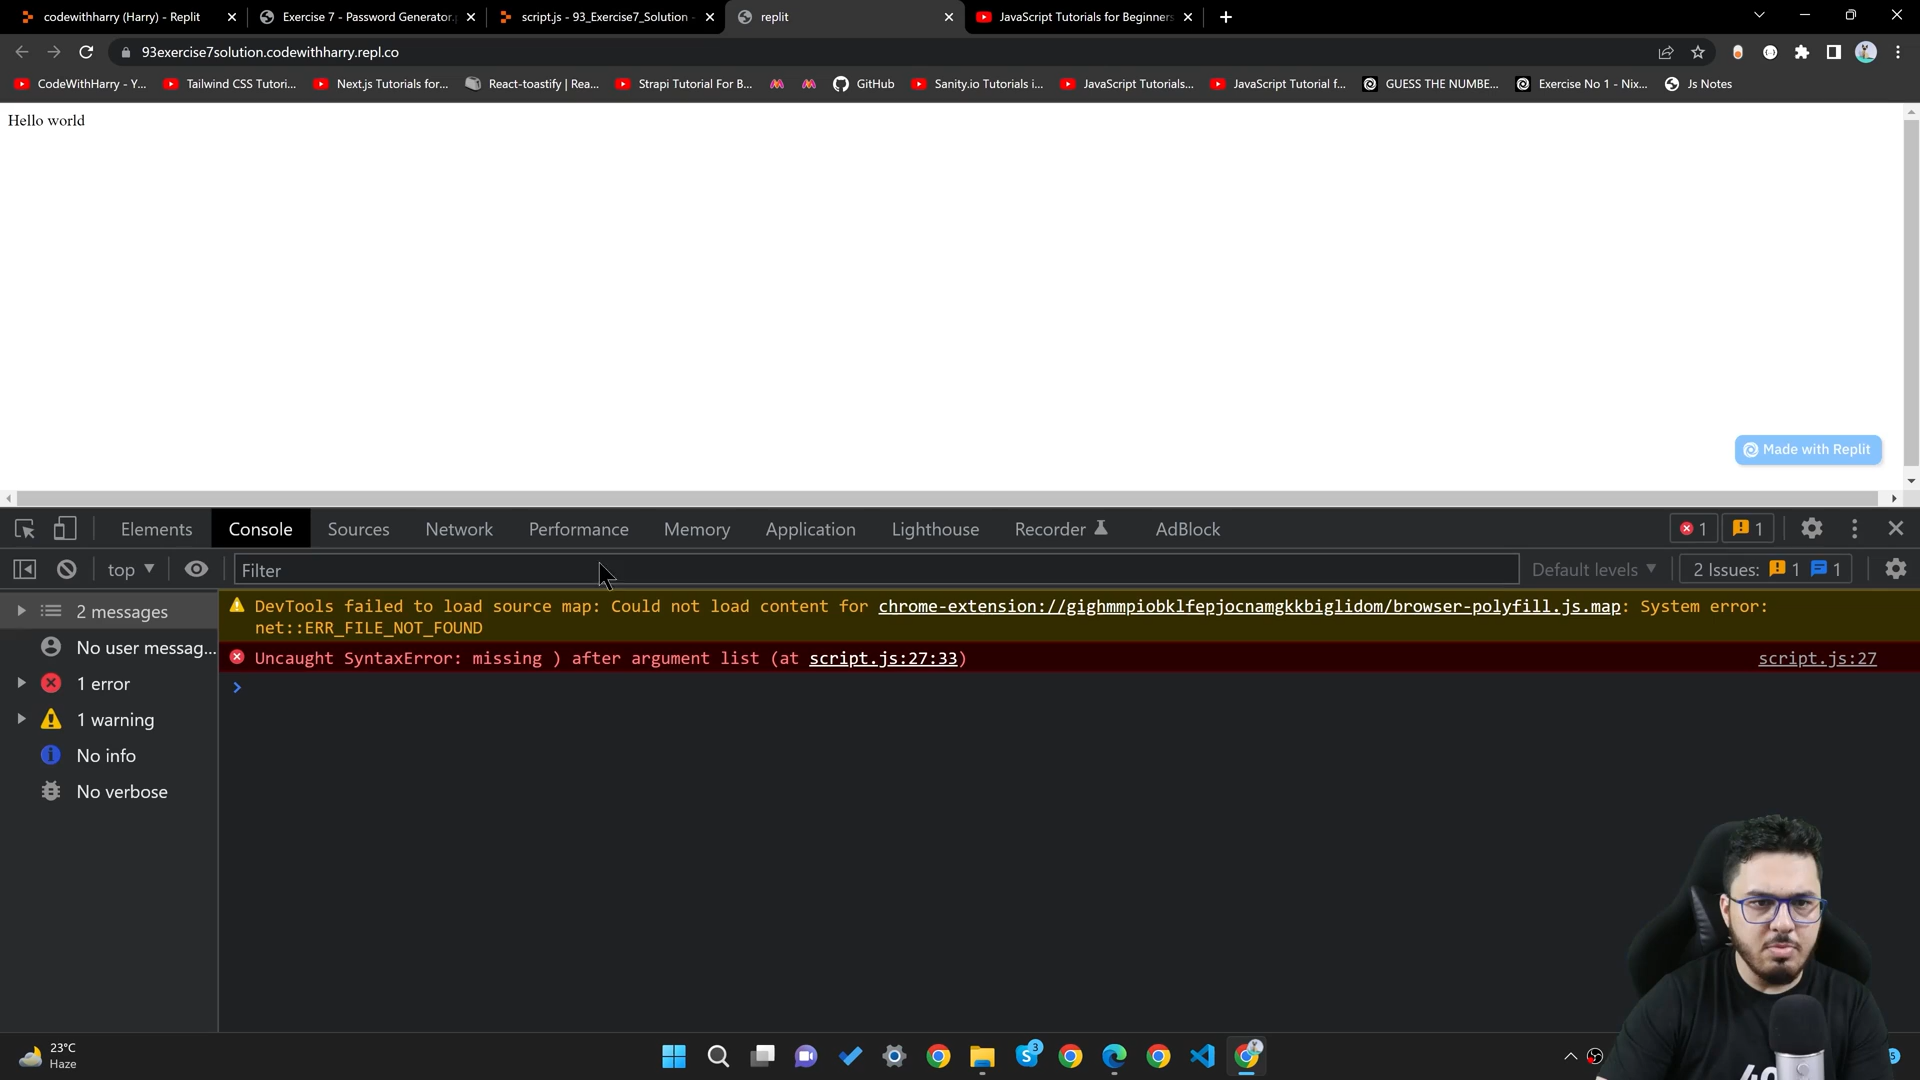 codewithharry (Harry) - Replit
Exercise 7 - Password Generator.
script.js - 93_Exercise7_Solution -
replit
JavaScript Tutorials for Beginners
93exercise7solution.codewithharry.repl.co
CodeWithHarry - Y...
Tailwind CSS Tutori...
Next.js Tutorials for...
React-toastify | Rea...
Strapi Tutorial For B...
GitHub
Sanity.io Tutorials i...
JavaScript Tutorials...
JavaScript Tutorial f...
GUESS THE NUMBE...
Exercise No 1 - Nix...
Js Notes
Hello world
Made with Replit
Elements
Console
Sources
Network
Performance
Memory
Application
Lighthouse
Recorder
AdBlock
1
1
top
Filter
Default levels
2 Issues: 1 1
2 messages
No user messag...
1 error
1 warning
No info
No verbose
DevTools failed to load source map: Could not load content for chrome-extension://gighmmpiobklfepjocnamgkkbiglidom/browser-polyfill.js.map: System error:
net::ERR_FILE_NOT_FOUND
Uncaught SyntaxError: missing ) after argument list (at script.js:27:33)
script.js:27
23°C
Haze
3